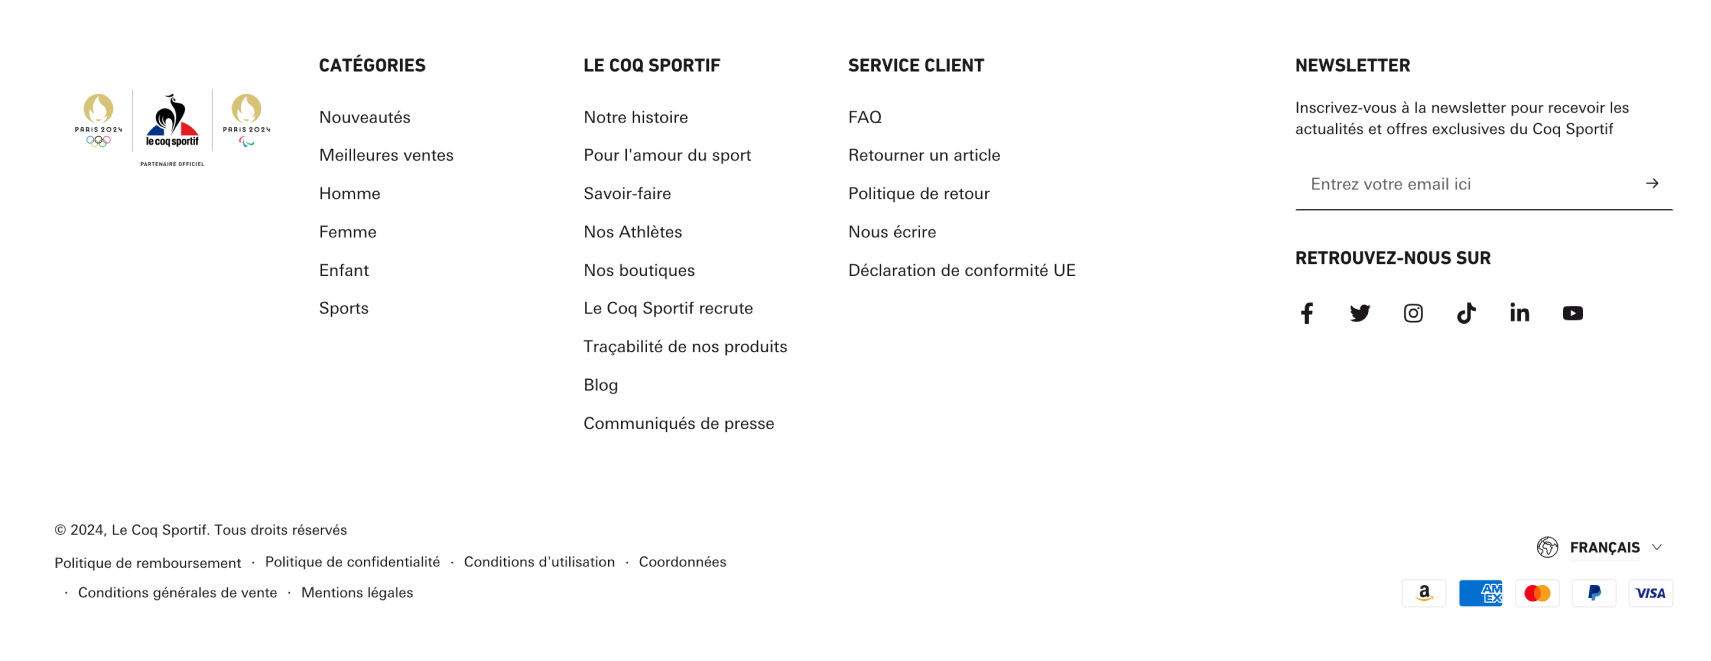 PARIS 2024
le coq sportif
PARIS 2024
PARTENAIRE OFFICIEL
CATÉGORIES
Nouveautés
Meilleures ventes
Homme
Femme
Enfant
Sports
LE COQ SPORTIF
Notre histoire
Pour l'amour du sport
Savoir-faire
Nos Athlètes
Nos boutiques
Le Coq Sportif recrute
Traçabilité de nos produits
Blog
Communiqués de presse
SERVICE CLIENT
FAQ
Retourner un article
Politique de retour
Nous écrire
Déclaration de conformité UE
NEWSLETTER
Inscrivez-vous à la newsletter pour recevoir les
actualités et offres exclusives du Coq Sportif
Entrez votre email ici
RETROUVEZ-NOUS SUR
© 2024, Le Coq Sportif. Tous droits réservés
Politique de remboursement · Politique de confidentialité · Conditions d'utilisation · Coordonnées
· Conditions générales de vente · Mentions légales
FRANÇAIS
AM
EX
VISA